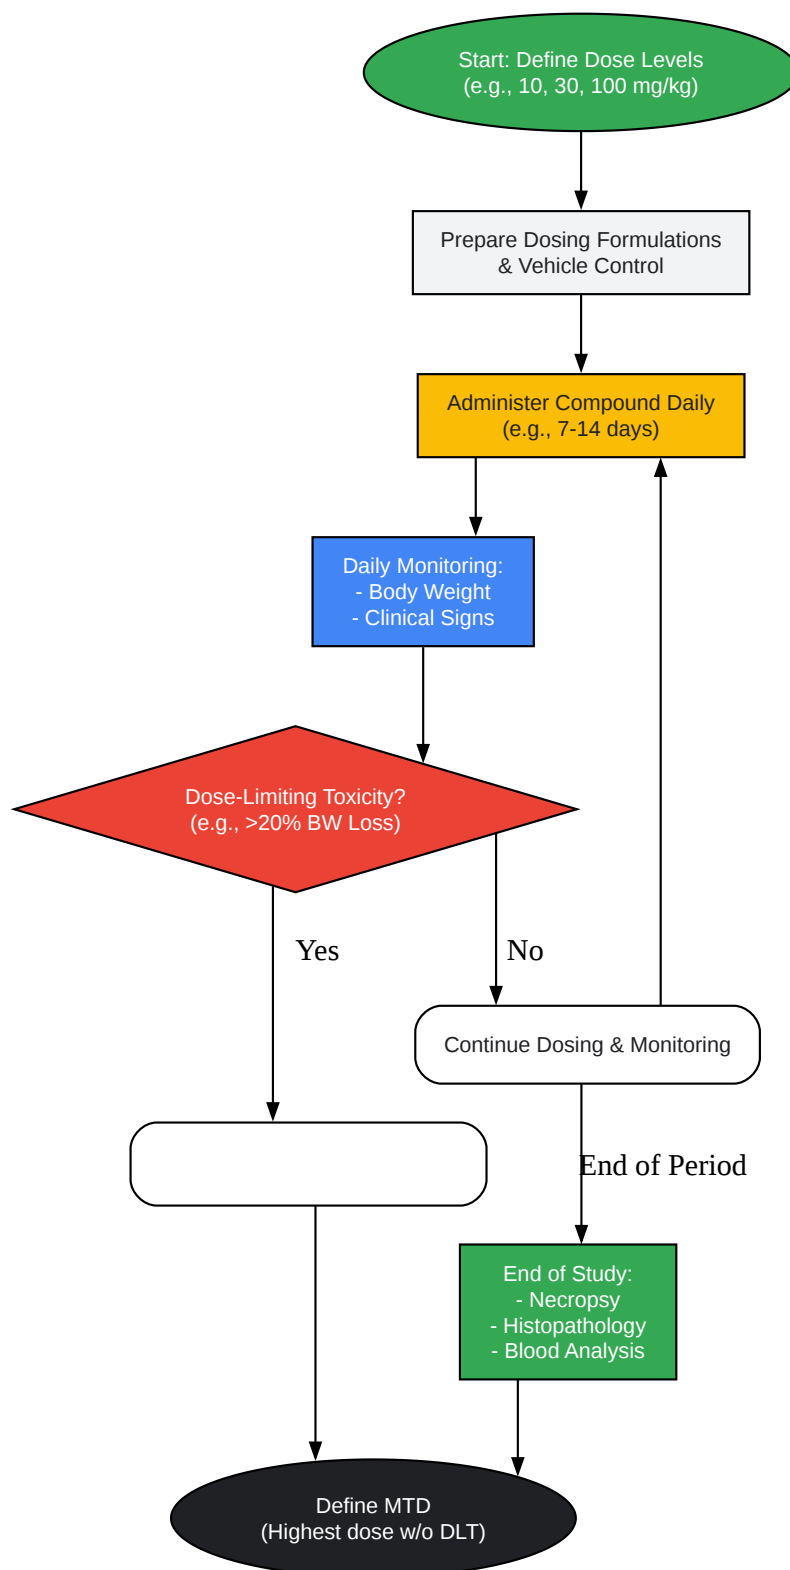 Start: Define Dose Levels
(e.g., 10, 30, 100 mg/kg)
Prepare Dosing Formulations
& Vehicle Control
Administer Compound Daily
(e.g., 7-14 days)
Daily Monitoring:
- Body Weight
- Clinical Signs
Dose-Limiting Toxicity?
(e.g., >20% BW Loss)
Yes
No
Continue Dosing & Monitoring
End of Period
End of Study:
- Necropsy
- Histopathology
- Blood Analysis
Define MTD
(Highest dose w/o DLT)